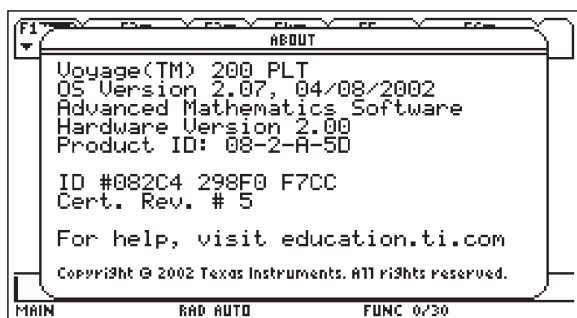 F1
ABOUT
Voyage(TM) 200 PLT
OS Version 2.07, 04/08/2002
Advanced Mathematics Software
Hardware Version 2.00
Product ID: 08-2-A-5D
ID #082C4 298F0 F7CC
Cert. Rev. # 5
For help, visit education.ti.com
Copyright © 2002 Texas Instruments. All rights reserved.
MAIN RAD AUTO FUNC 0/30